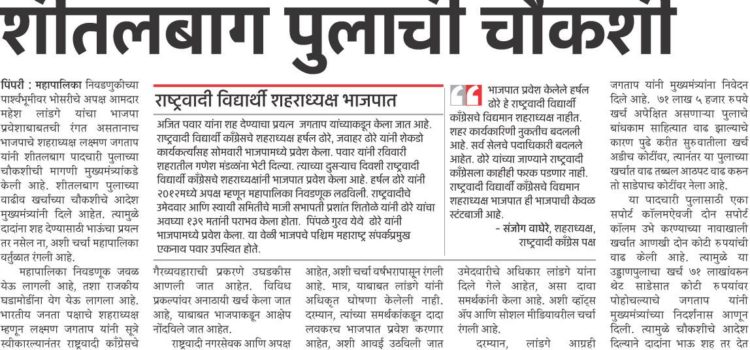 शीतलबाग पुलाची चौकशी
पिंपरी : महापालिका निवडणुकीच्या
पार्श्वभूमीवर भोसरीचे अपक्ष आमदार
महेश लांडगे यांचा भाजपा
प्रवेशाबाबतची रंगत असतानाच
भाजपाचे शहराध्यक्ष लक्ष्मण जगताप
यांनी शीतलबाग पादचारी पुलाच्या
चौकशीची मागणी मुख्यमंत्र्यांकडे
केली आहे. शीतलबाग पुलाच्या
वाढीव खर्चाच्या चौकशीचे आदेश
मुख्यमंत्र्यांनी दिले आहेत. त्यामुळे
दादांना शह देण्यासाठी भाऊंचा प्रयत्न
तर नसेल ना, अशी चर्चा महापालिका
वर्तुळात रंगली आहे.
महापालिका निवडणूक जवळ
येऊ लागली आहे, तशा राजकीय
घडामोडींना वेग येऊ लागला आहे.
भारतीय जनता पक्षाचे शहराध्यक्ष
म्हणून लक्ष्मण जगताप यांनी सूत्रे
स्वीकारल्यानंतर राष्ट्रवादी काँग्रेसचे
राष्ट्रवादी विद्यार्थी शहराध्यक्ष भाजपात
अजित पवार यांना शह देण्याचा प्रयत्न जगताप यांच्याकडून केला जात आहे.
राष्ट्रवादी विद्यार्थी काँग्रेसचे शहराध्यक्ष हर्षल ढोरे, जवाहर ढोरे यांनी शेकडो
कार्यकर्त्यांसह सोमवारी भाजपामध्ये प्रवेश केला. पवार यांनी रविवारी
शहरातील गणेश मंडळांना भेटी दिल्या. त्याच्या दुसऱ्याच दिवशी राष्ट्रवादी
विद्यार्थी काँग्रेसचे शहराध्यक्षांनी भाजपात प्रवेश केला आहे. हर्षल ढोरे यांनी
२०१२मध्ये अपक्ष म्हणून महापालिका निवडणूक लढविली. राष्ट्रवादीचे
उमेदवार आणि स्थायी समितीचे माजी सभापती प्रशांत शितोळे यांनी ढोरे यांचा
अवघ्या १३९ मतांनी पराभव केला होता. पिंपळे गुरव येथे ढोरे यांनी
भाजपामध्ये प्रवेश केला. या वेळी भाजपचे पश्चिम महाराष्ट्र संपर्कप्रमुख
एकनाथ पवार उपस्थित होते.
भाजपात प्रवेश केलेले हर्षल
ढोरे हे राष्ट्रवादी विद्यार्थी
काँग्रेसचे विद्यमान शहराध्यक्ष नाहीत.
शहर कार्यकारिणी नुकतीच बदलली
आहे. सर्व सेलचे पदाधिकारी बदलले
आहेत. ढोरे यांच्या जाण्याने राष्ट्रवादी
काँग्रेसला काहीही फरक पडणार नाही.
राष्ट्रवादी विद्यार्थी काँग्रेसचे विद्यमान
शहराध्यक्ष भाजपात ही भाजपाची केवळ
स्टंटबाजी आहे.
- संजोग वाघेरे, शहराध्यक्ष,
राष्ट्रवादी काँग्रेस पक्ष
गैरव्यवहाराची प्रकरणे उघडकीस
आणली जात आहेत. विविध
प्रकल्पांवर अनाठायी खर्च केला जात
आहे, याबाबत भाजपाकडून आक्षेप
नोंदविले जात आहेत.
राष्ट्रवादी नगरसेवक आणि अपक्ष
आहेत, अशी चर्चा वर्षभरापासून रंगली
आहे. मात्र, याबाबत लांडगे यांनी
अधिकृत घोषणा केलेली नाही.
दरम्यान, त्यांच्या समर्थकांकडून दादा
लवकरच भाजपात प्रवेश करणार
आहेत, अशी आवई उठविली जात
उमेदवारीचे अधिकार लांडगे यांना
दिले गेले आहेत, असा दावा
समर्थकांनी केला आहे. अशी व्हॉट्स
अ‍ॅप आणि सोशल मीडियावरील चर्चा
रंगली आहे.
दरम्यान, लांडगे आग्रही
जगताप यांनी मुख्यमंत्र्यांना निवेदन
दिले आहे. ७१ लाख ५ हजार रुपये
खर्च अपेक्षित असणाऱ्या पुलाचे
बांधकाम साहित्यात वाढ झाल्याचे
कारण पुढे करीत सुरुवातीला खर्च
अडीच कोटींवर, त्यानंतर या पुलाच्या
खर्चात वाढ तब्बल आठपट वाढ करून
तो साडेपाच कोटींवर नेला आहे.
या पादचारी पुलासाठी एका
सपोर्ट कॉलमऐवजी दोन सपोर्ट
कॉलम उभे करण्याच्या नावाखाली
खर्चात आणखी दोन कोटी रुपयांची
वाढ केली आहे. त्यामुळे या
उड्डाणपुलाचा खर्च ७१ लाखांवरून
थेट साडेसात कोटी रुपयांवर
पोहोचल्याचे जगताप यांनी
मुख्यमंत्र्यांच्या निदर्शनास आणून
दिली. त्यामुळे चौकशीचे आदेश
दिल्याने दादांना भाऊ शह तर देत